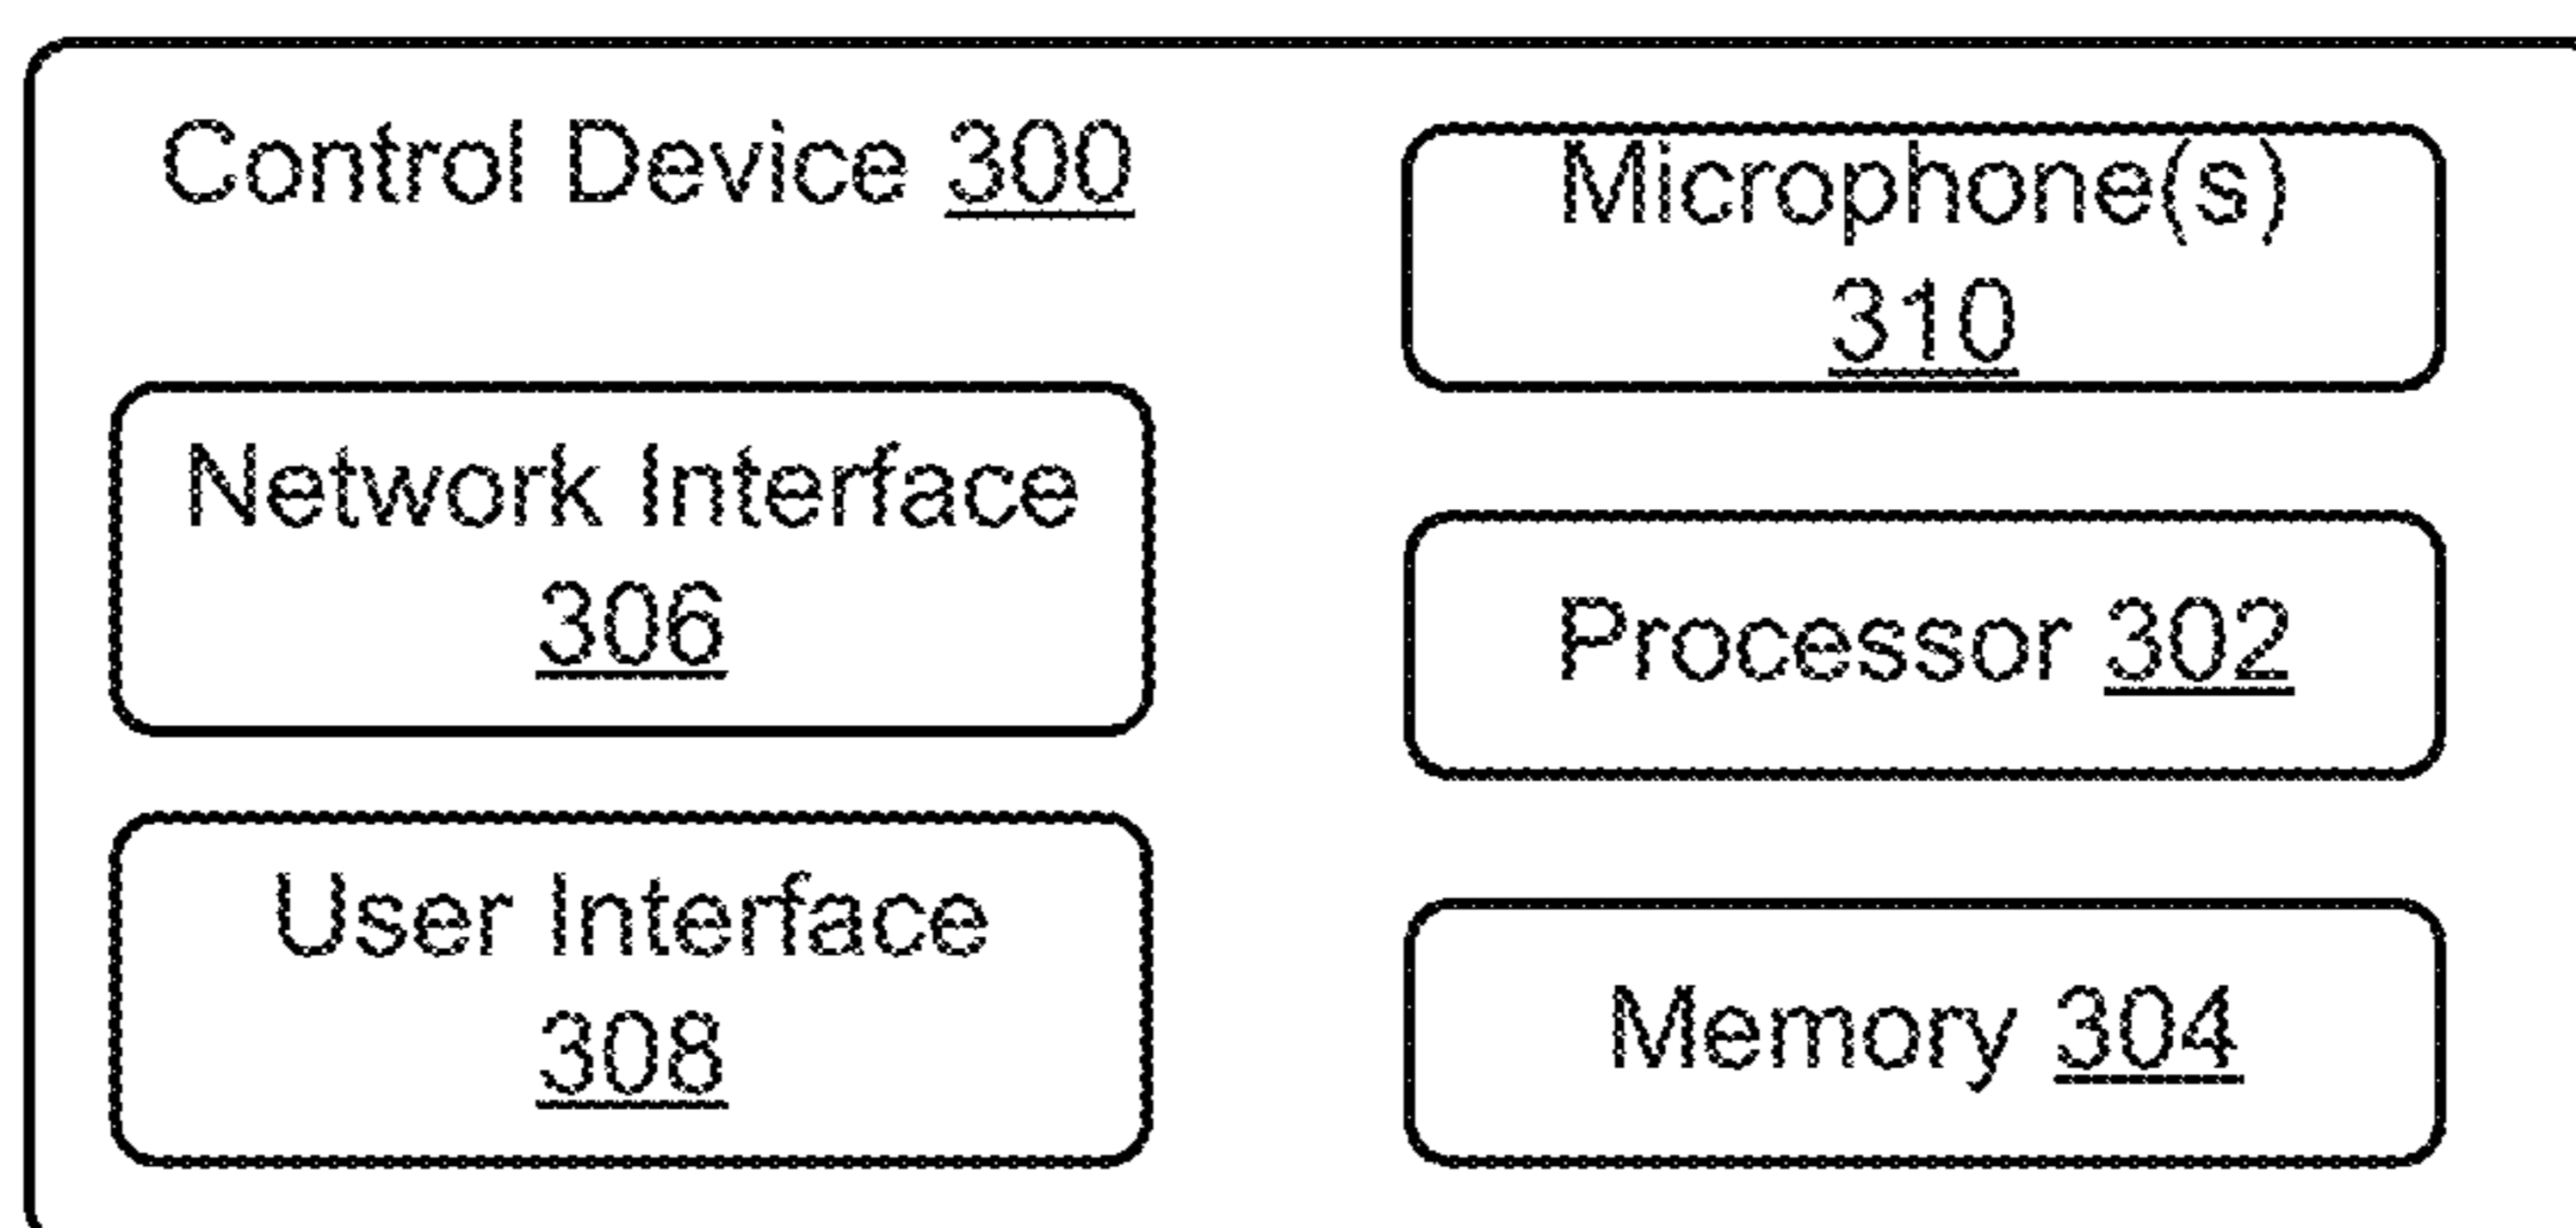 Control Device 300
Microphone(s)
310
Network Interface
306
Processor 302
User Interface
308
Memory 304